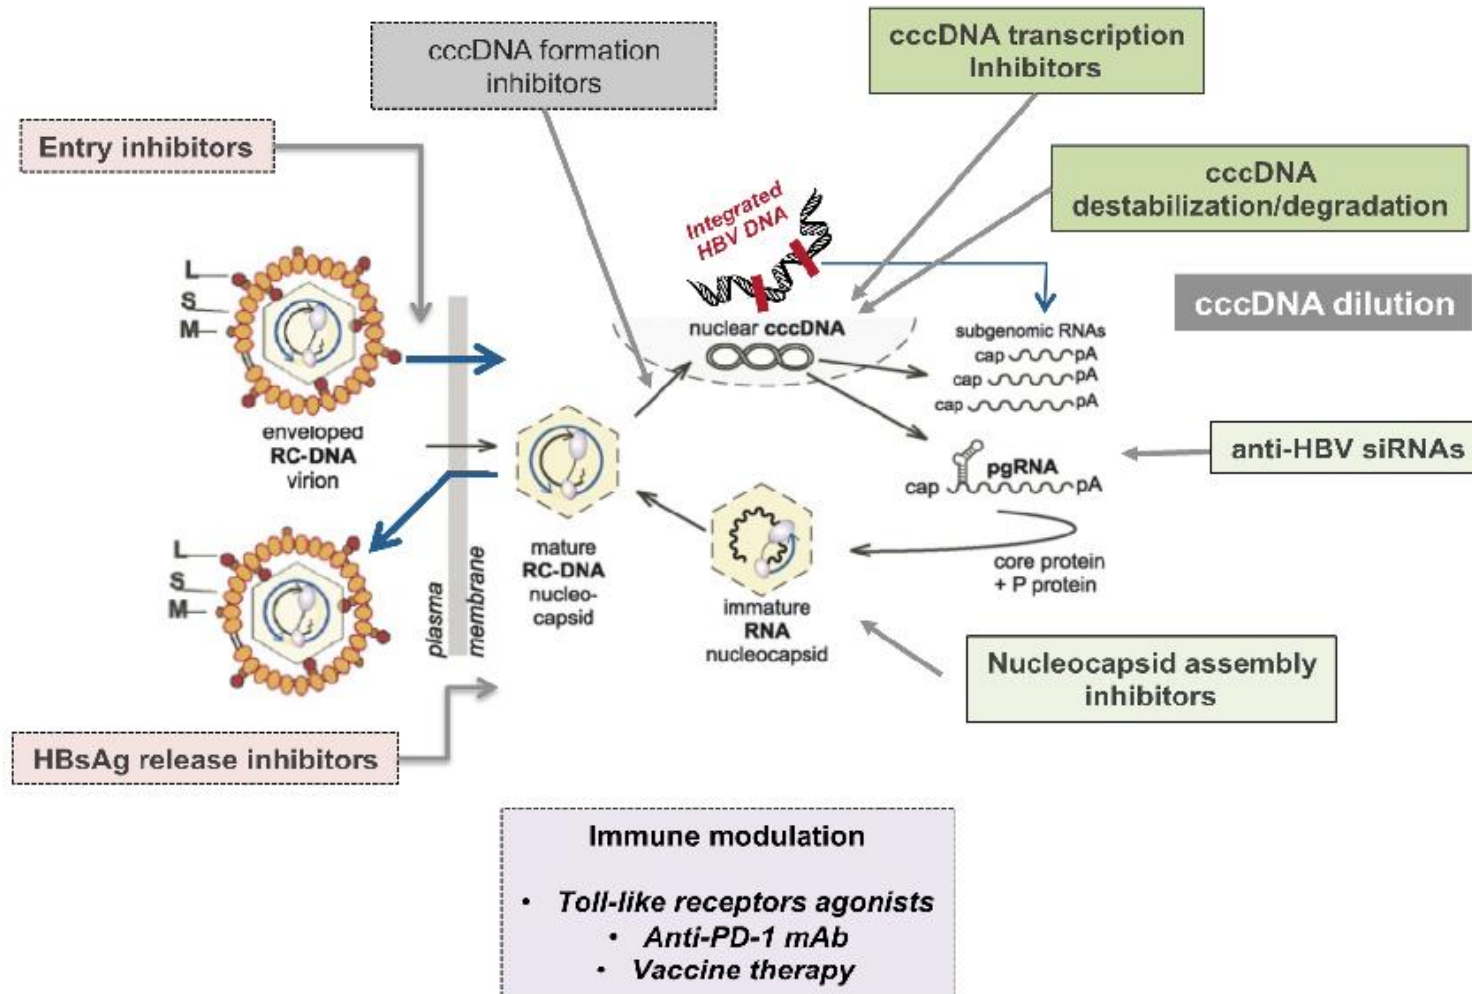 cccDNA formation
inhibitors
cccDNA transcription
Inhibitors
Entry inhibitors
cccDNA
destabilization/degradation
Integrated
HBV DNA
cccDNA dilution
L
S
M
nuclear cccDNA
subgenomic RNAs
cap pA
cap pA
cap pA
enveloped
RC-DNA
virion
anti-HBV siRNAs
pgRNA
cap pA
L
S
M
plasma
membrane
mature
RC-DNA
nucleo-
capsid
immature
RNA
nucleocapsid
core protein
+ P protein
Nucleocapsid assembly
inhibitors
HBsAg release inhibitors
Immune modulation
• Toll-like receptors agonists
• Anti-PD-1 mAb
• Vaccine therapy